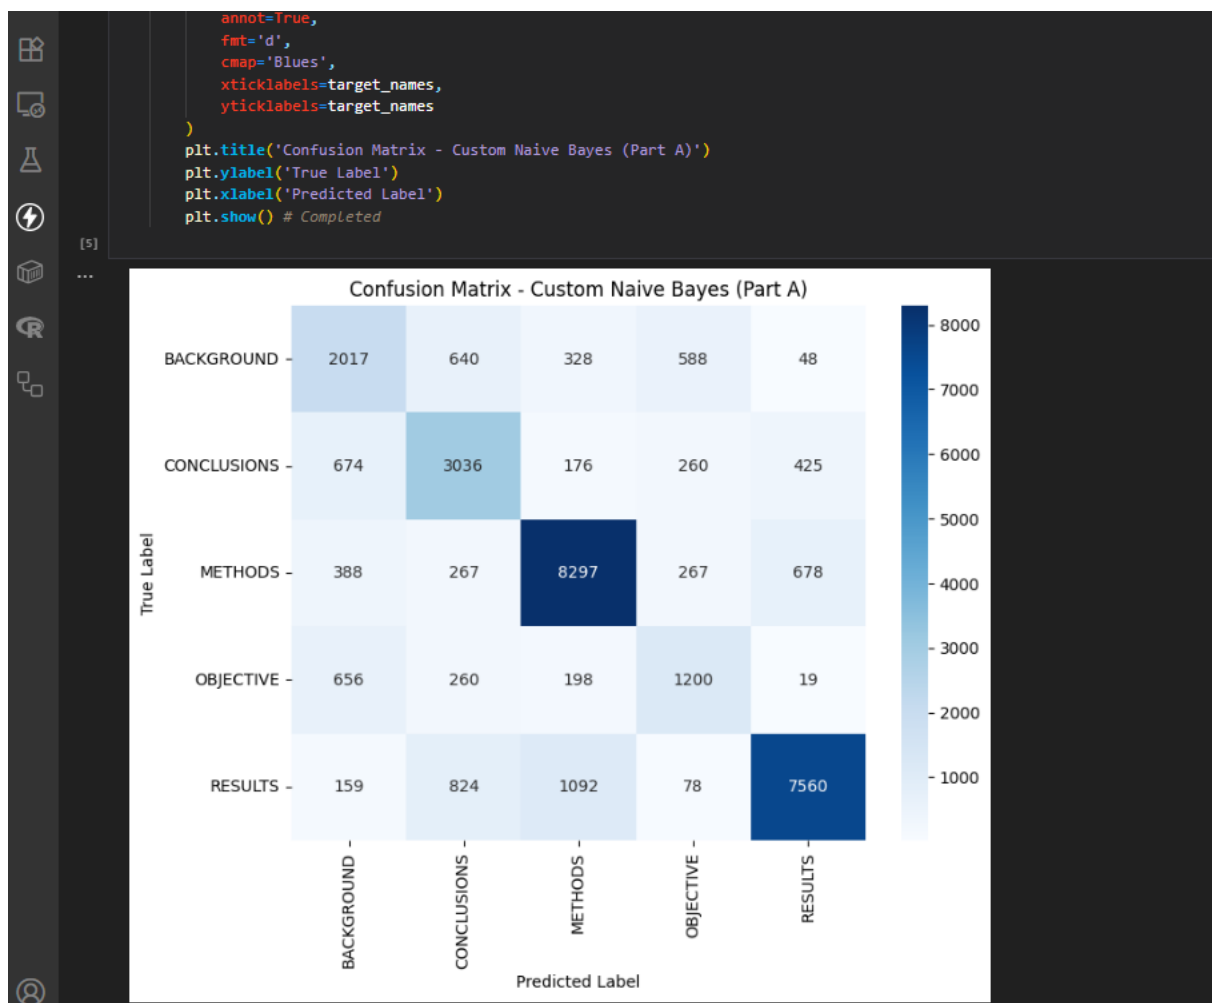 annot=True,
fmt='d',
cmap='Blues',
xticklabels=target_names,
yticklabels=target_names
)
plt.title('Confusion Matrix - Custom Naive Bayes (Part A)')
plt.ylabel('True Label')
plt.xlabel('Predicted Label')
plt.show() # Completed
[5]
...
Confusion Matrix - Custom Naive Bayes (Part A)
BACKGROUND 2017 640 328 588 48
CONCLUSIONS 674 3036 176 260 425
METHODS 388 267 8297 267 678
OBJECTIVE 656 260 198 1200 19
RESULTS 159 824 1092 78 7560
True Label
BACKGROUND
CONCLUSIONS
METHODS
OBJECTIVE
RESULTS
Predicted Label
8000
7000
6000
5000
4000
3000
2000
1000
R